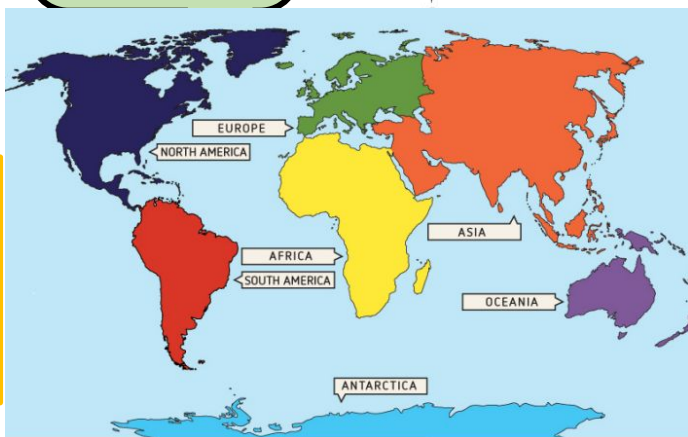 EUROPE
NORTH AMERICA
ASIA
AFRICA
SOUTH AMERICA
OCEANIA
ANTARCTICA